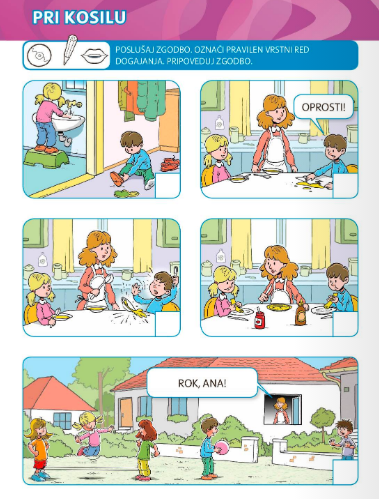 PRI KOSILU
POSLUŠAJ ZGODBO. OZNAČI PRAVILEN VRSTNI RED
DOGAJANJA. PRIPOVEDUJ ZGODBO.
OPROSTI!
ROK, ANA!